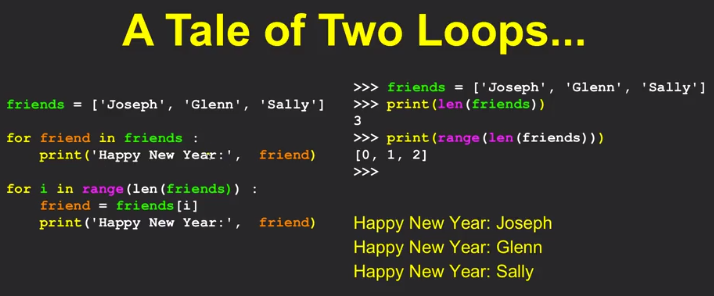 A Tale of Two Loops...
friends = ['Joseph', 'Glenn', 'Sally']
for friend in friends :
    print('Happy New Year:',  friend)
for i in range(len(friends)) :
    friend = friends[i]
    print('Happy New Year:',  friend)
>>> friends = ['Joseph', 'Glenn', 'Sally']
>>> print(len(friends))
3
>>> print(range(len(friends)))
[0, 1, 2]
>>>
Happy New Year: Joseph
Happy New Year: Glenn
Happy New Year: Sally